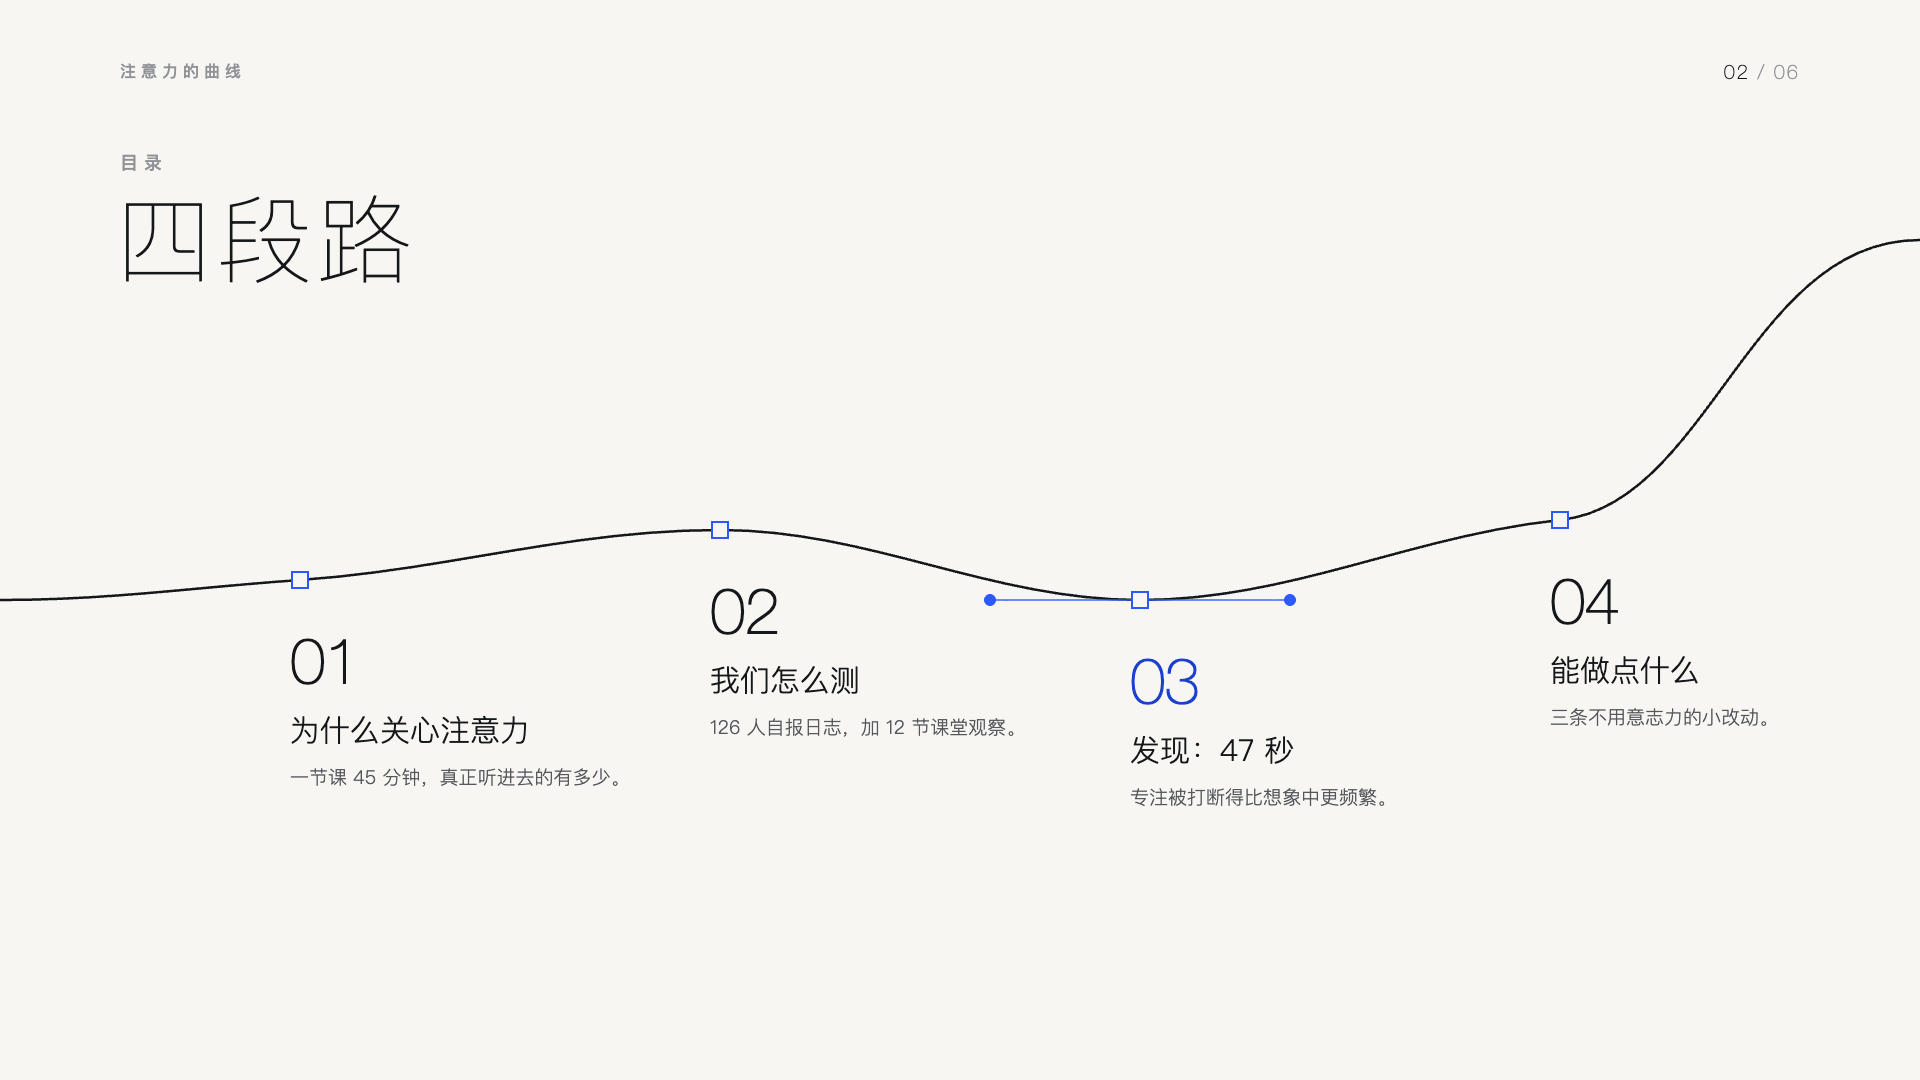 注意力的曲线
02 / 06
目录
四段路
01
为什么关心注意力
一节课 45 分钟，真正听进去的有多少。
02
我们怎么测
126 人自报日志，加 12 节课堂观察。
03
发现：47 秒
专注被打断得比想象中更频繁。
04
能做点什么
三条不用意志力的小改动。